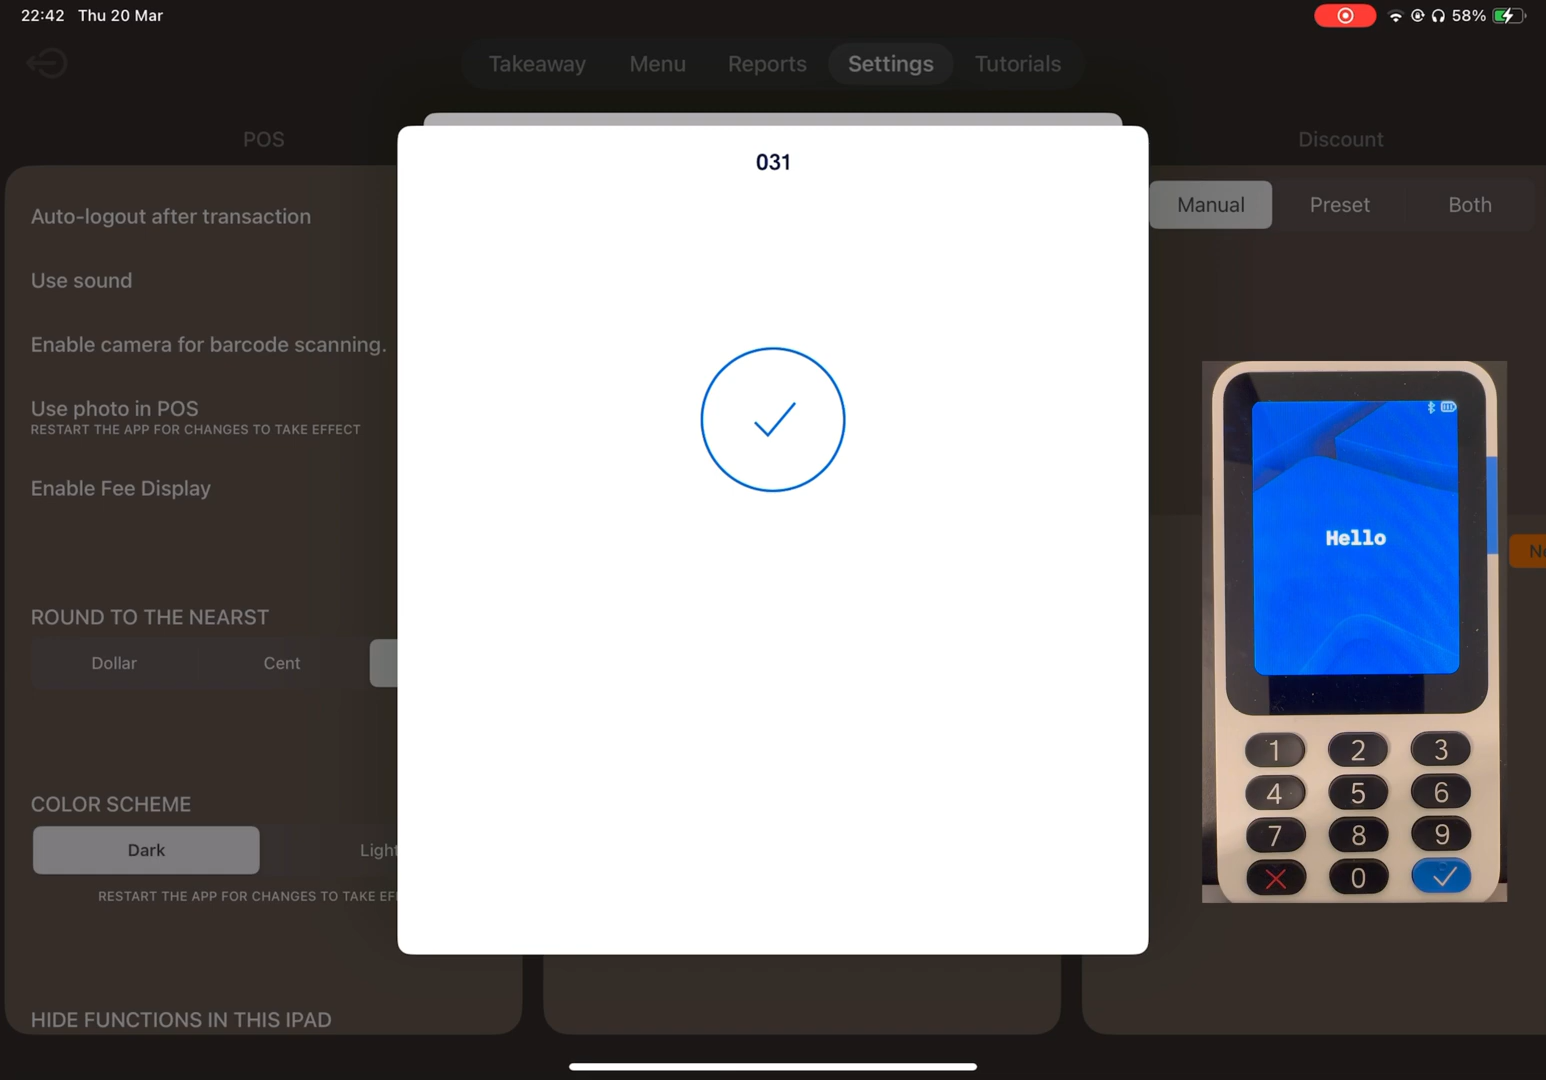 22:42 Thu 20 Mar
58%
Takeaway Menu Reports Settings Tutorials
POS
Discount
031
Auto-logout after transaction
Manual Preset Both
Use sound
Enable camera for barcode scanning.
Use photo in POS
RESTART THE APP FOR CHANGES TO TAKE EFFECT
Enable Fee Display
Hello
ROUND TO THE NEARST
Dollar Cent
1 2 3
4 5 6
7 8 9
0
COLOR SCHEME
Dark Light
RESTART THE APP FOR CHANGES TO TAKE
HIDE FUNCTIONS IN THIS IPAD